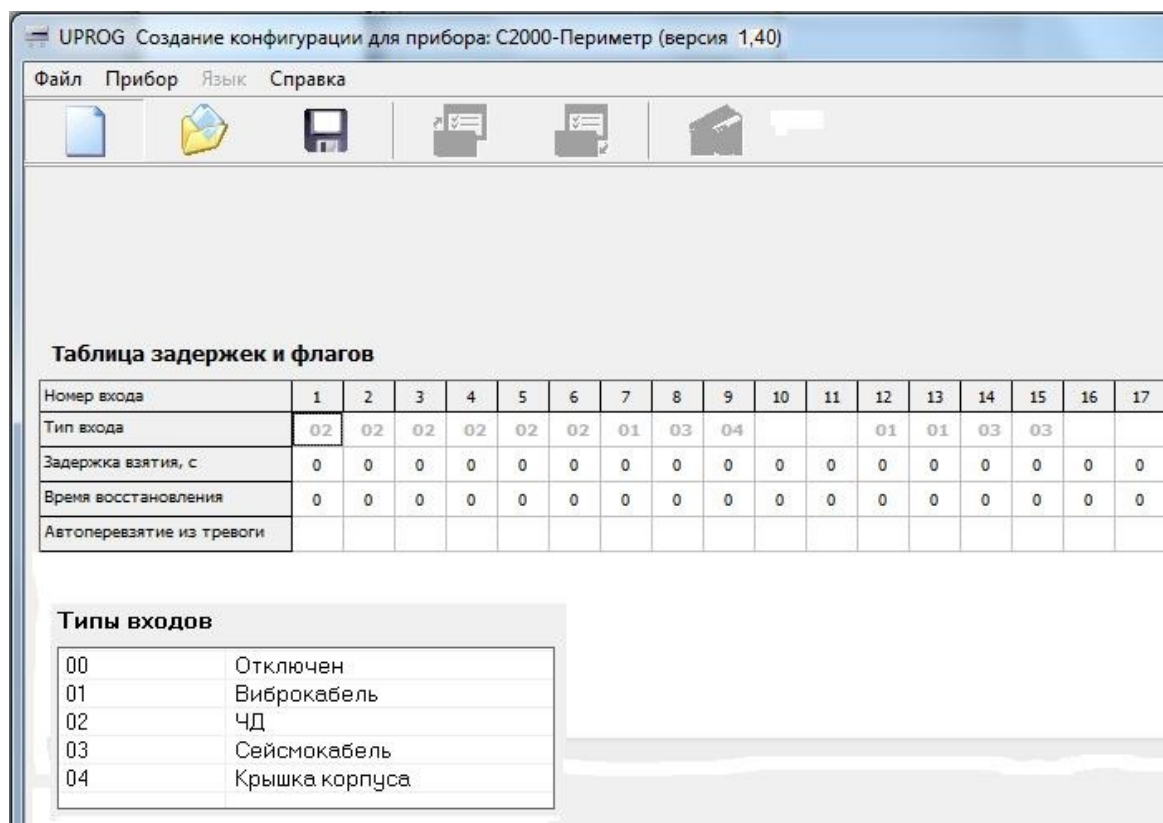 UPROG Создание конфигурации для прибора: С2000-Периметр (версия 1,40)
Файл Прибор Язык Справка
Таблица задержек и флагов
Номер входа 1 2 3 4 5 6 7 8 9 10 11 12 13 14 15 16 17
Тип входа 02 02 02 02 02 02 01 03 04 01 01 03 03
Задержка взятия, с 0 0 0 0 0 0 0 0 0 0 0 0 0 0 0 0 0
Время восстановления 0 0 0 0 0 0 0 0 0 0 0 0 0 0 0 0 0
Автоперевзятие из тревоги
Типы входов
00 Отключен
01 Виброкабель
02 ЧД
03 Сейсмокабель
04 Крышка корпуса